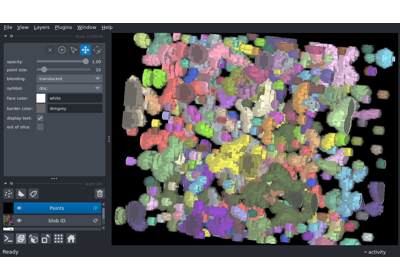 File View Layers Plugins Window Help
opacity: 1.00
point size: 10
blending: translucent
symbol: disc
face color: white
border color: dimgrey
display text:
out of slice:
Points
blob ID
Ready
activity